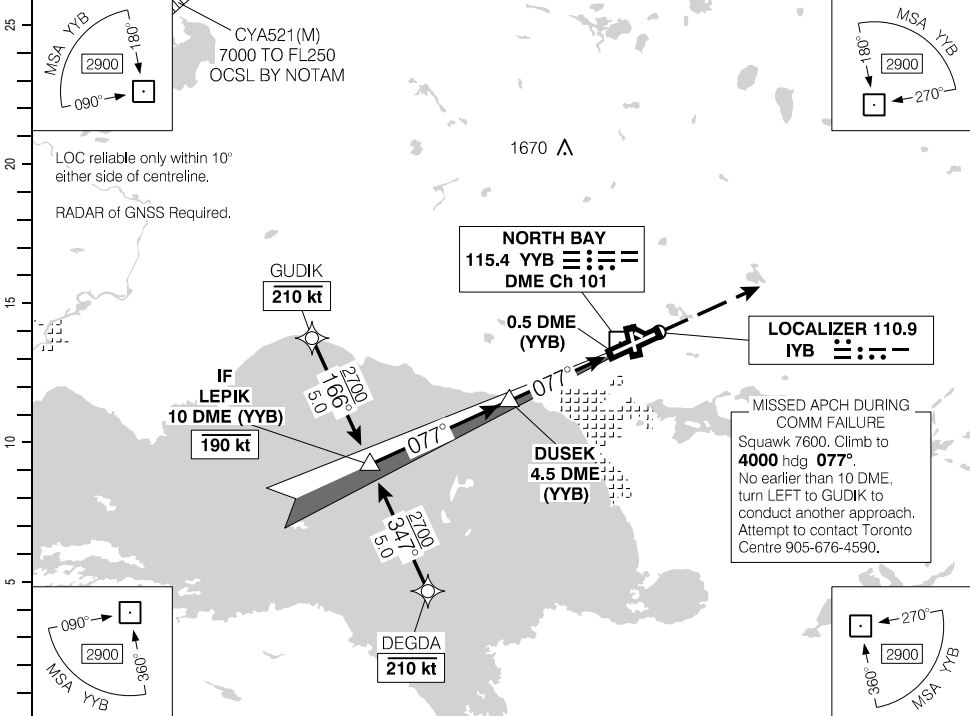 25
20
15
10
5
MSA YYB
180°
2900
090°
CYA521(M)
7000 TO FL250
OCSL BY NOTAM
MSA YYB
180°
2900
270°
LOC reliable only within 10°
either side of centreline.
RADAR of GNSS Required.
1670
NORTH BAY
115.4 YYB
DME Ch 101
GUDIK
210 kt
0.5 DME
(YYB)
LOCALIZER 110.9
IYB
IF
LEPIK
10 DME (YYB)
190 kt
2700
166°
5.0
077°
077°
DUSEK
4.5 DME
(YYB)
MISSED APCH DURING
COMM FAILURE
Squawk 7600. Climb to
4000 hdg 077°.
No earlier than 10 DME,
turn LEFT to GUDIK to
conduct another approach.
Attempt to contact Toronto
Centre 905-676-4590.
2700
347°
5.0
DEGDA
210 kt
090°
2900
360°
MSA YYB
270°
2900
360°
MSA YYB